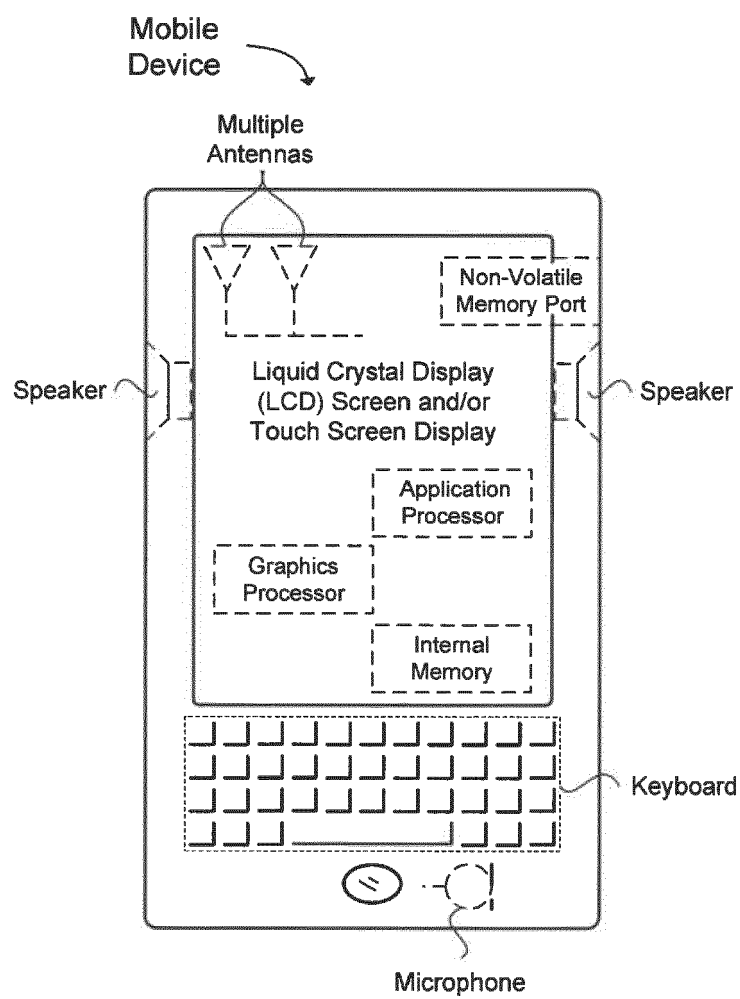 Mobile
Device
Multiple
Antennas
Non-Volatile
Memory Port
Speaker
Liquid Crystal Display
(LCD) Screen and/or
Touch Screen Display
Speaker
Application
Processor
Graphics
Processor
Internal
Memory
Keyboard
Microphone